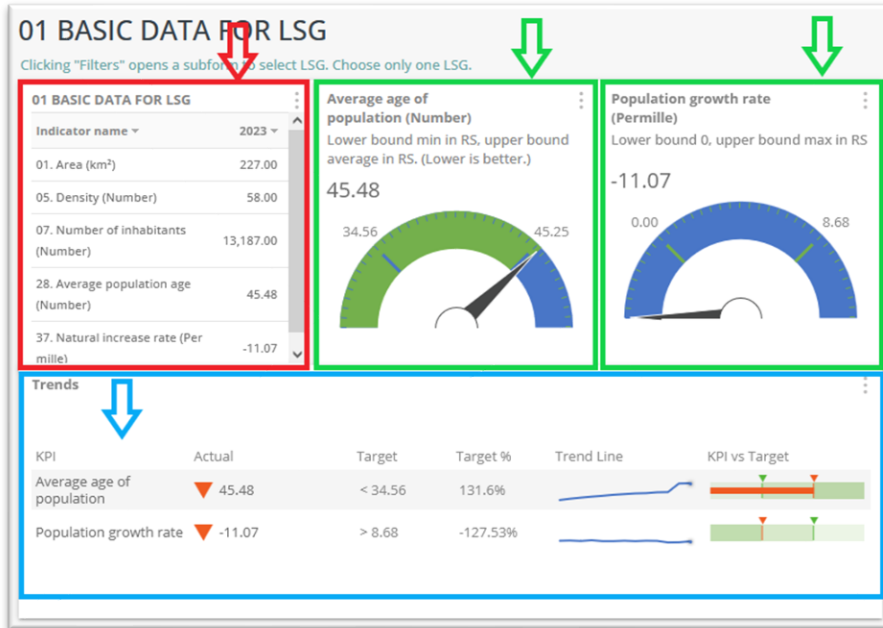 01 BASIC DATA FOR LSG
Clicking "Filters" opens a subform to select LSG. Choose only one LSG.
01 BASIC DATA FOR LSG
Indicator name 2023
01. Area (km²) 227.00
05. Density (Number) 58.00
07. Number of inhabitants
(Number) 13,187.00
28. Average population age
(Number) 45.48
37. Natural increase rate (Per
mille) -11.07
Average age of
population (Number)
Lower bound min in RS, upper bound
average in RS. (Lower is better.)
45.48
34.56 45.25
Population growth rate
(Permille)
Lower bound 0, upper bound max in RS
-11.07
0.00 8.68
Trends
KPI Actual Target Target % Trend Line KPI vs Target
Average age of
population 45.48 < 34.56 131.6%
Population growth rate -11.07 > 8.68 -127.53%